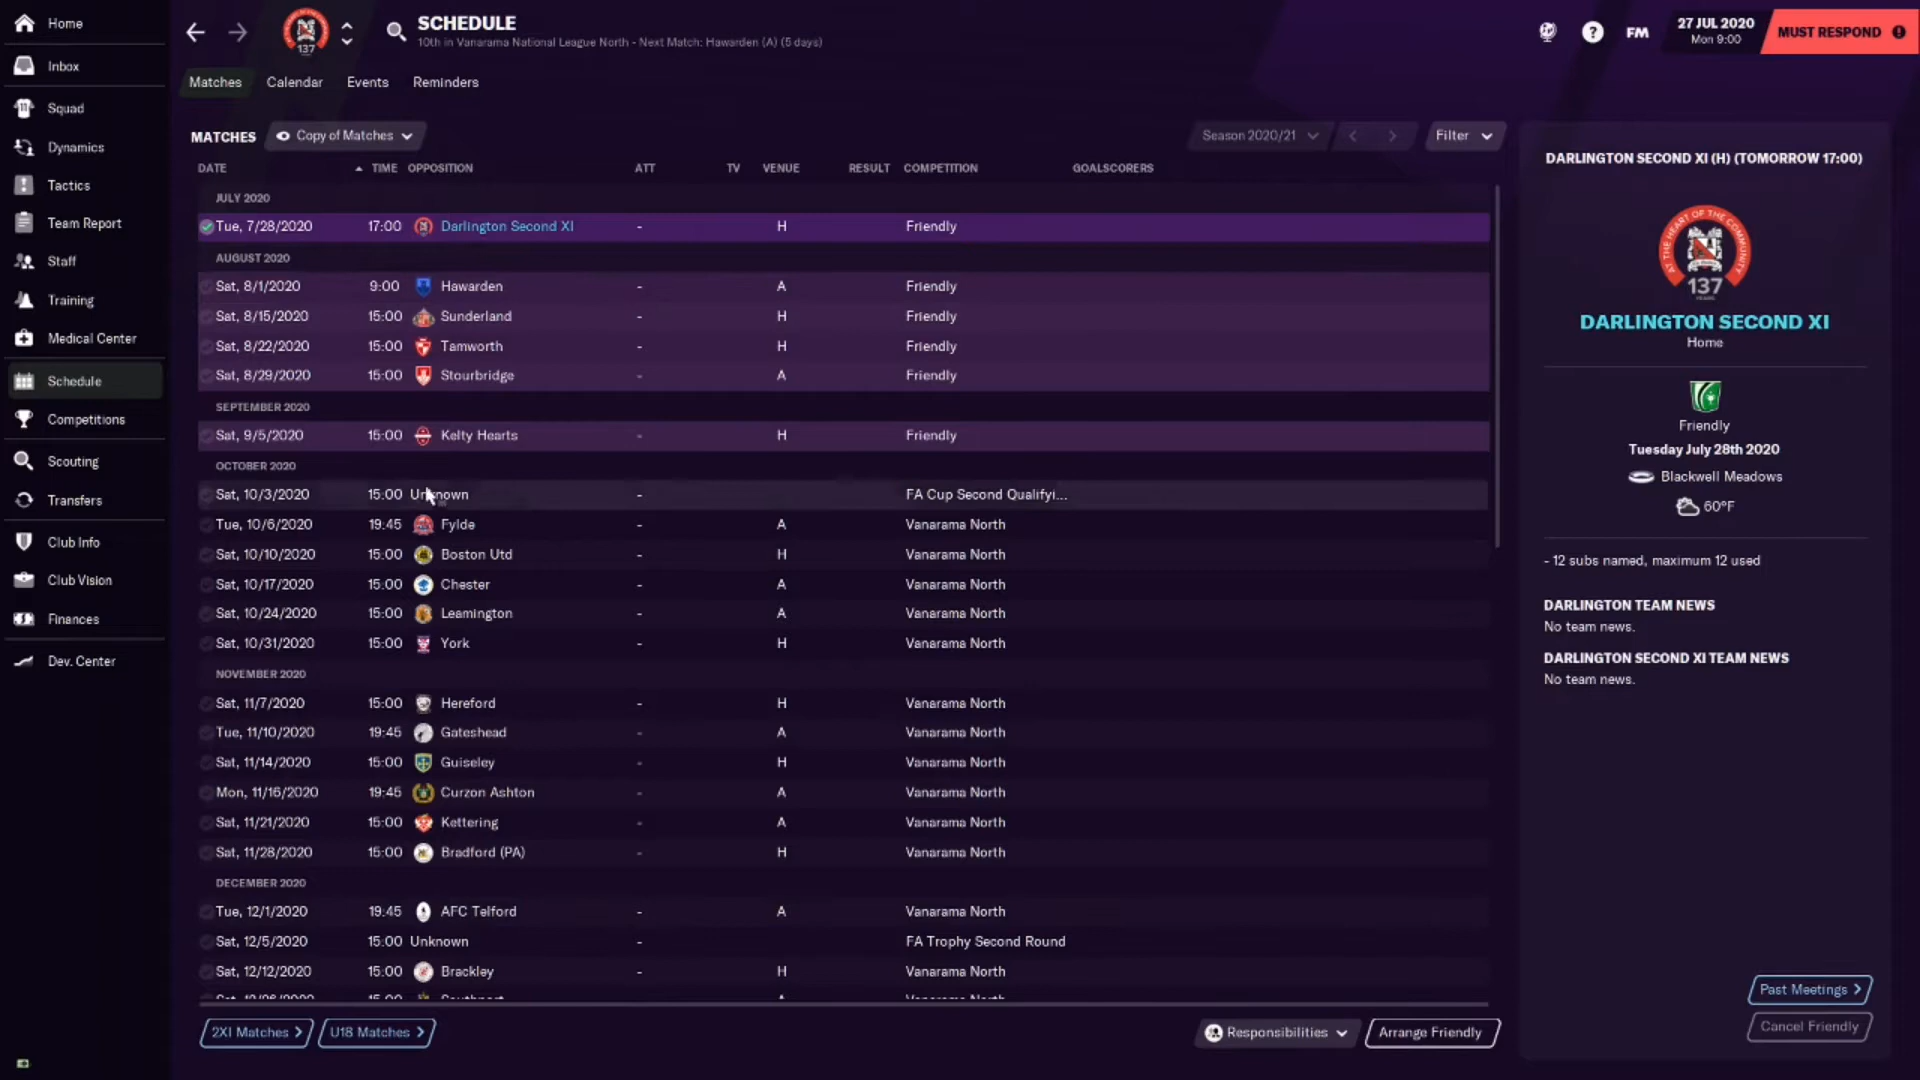 Home
Inbox
Squad
Dynamics
Tactics
Team Report
Staff
Training
Medical Center
Schedule
Competitions
Scouting
Transfers
Club Info
Club Vision
Finances
Dev. Center
137
SCHEDULE
10th in Vanarama National League North - Next Match: Hawarden (A) (5 days)
FM
27 JUL 2020
Mon 9:00
MUST RESPOND
Matches Calendar Events Reminders
MATCHES Copy of Matches Season 2020/21 Filter
DATE TIME OPPOSITION ATT TV VENUE RESULT COMPETITION GOALSCORERS
JULY 2020
Tue, 7/28/2020 17:00 Darlington Second XI - H Friendly
AUGUST 2020
Sat, 8/1/2020 9:00 Hawarden - A Friendly
Sat, 8/15/2020 15:00 Sunderland - H Friendly
Sat, 8/22/2020 15:00 Tamworth - H Friendly
Sat, 8/29/2020 15:00 Stourbridge - A Friendly
SEPTEMBER 2020
Sat, 9/5/2020 15:00 Kelty Hearts - H Friendly
OCTOBER 2020
Sat, 10/3/2020 15:00 Unknown - FA Cup Second Qualifyi...
Tue, 10/6/2020 19:45 Fylde - A Vanarama North
Sat, 10/10/2020 15:00 Boston Utd - H Vanarama North
Sat, 10/17/2020 15:00 Chester - A Vanarama North
Sat, 10/24/2020 15:00 Leamington - A Vanarama North
Sat, 10/31/2020 15:00 York - H Vanarama North
NOVEMBER 2020
Sat, 11/7/2020 15:00 Hereford - H Vanarama North
Tue, 11/10/2020 19:45 Gateshead - A Vanarama North
Sat, 11/14/2020 15:00 Guiseley - H Vanarama North
Mon, 11/16/2020 19:45 Curzon Ashton - A Vanarama North
Sat, 11/21/2020 15:00 Kettering - A Vanarama North
Sat, 11/28/2020 15:00 Bradford (PA) - H Vanarama North
DECEMBER 2020
Tue, 12/1/2020 19:45 AFC Telford - A Vanarama North
Sat, 12/5/2020 15:00 Unknown - FA Trophy Second Round
Sat, 12/12/2020 15:00 Brackley - H Vanarama North
2XI Matches U18 Matches Responsibilities Arrange Friendly
DARLINGTON SECOND XI (H) (TOMORROW 17:00)
AT THE HEART OF THE COMMUNITY
137
YEARS
DARLINGTON SECOND XI
Home
Friendly
Tuesday July 28th 2020
Blackwell Meadows
60°F
- 12 subs named, maximum 12 used
DARLINGTON TEAM NEWS
No team news.
DARLINGTON SECOND XI TEAM NEWS
No team news.
Past Meetings
Cancel Friendly